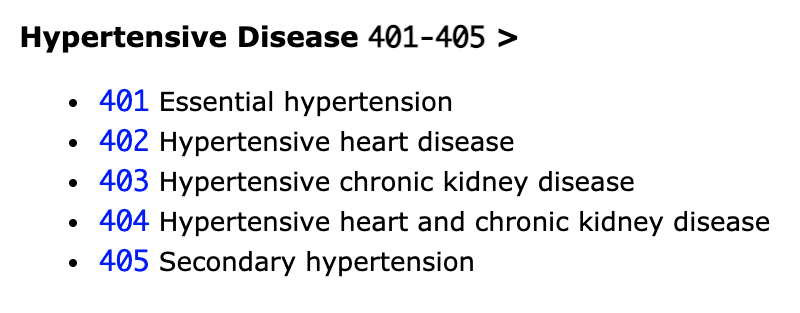 Hypertensive Disease 401-405 >
• 401 Essential hypertension
• 402 Hypertensive heart disease
• 403 Hypertensive chronic kidney disease
• 404 Hypertensive heart and chronic kidney disease
• 405 Secondary hypertension